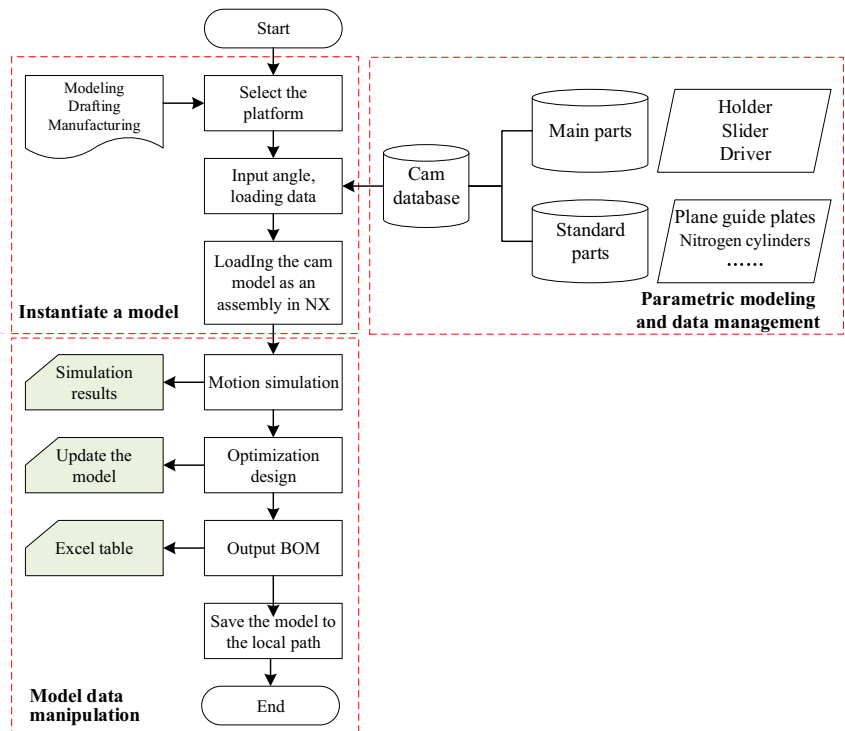 Start
Modeling
Drafting
Manufacturing
Select the
platform
Input angle,
loading data
LoadIng the cam
model as an
assembly in NX
Instantiate a model
Cam
database
Main parts
Holder
Slider
Driver
Standard
parts
Plane guide plates
Nitrogen cylinders
……
Parametric modeling
and data management
Simulation
results
Motion simulation
Update the
model
Optimization
design
Excel table
Output BOM
Save the model to
the local path
End
Model data
manipulation